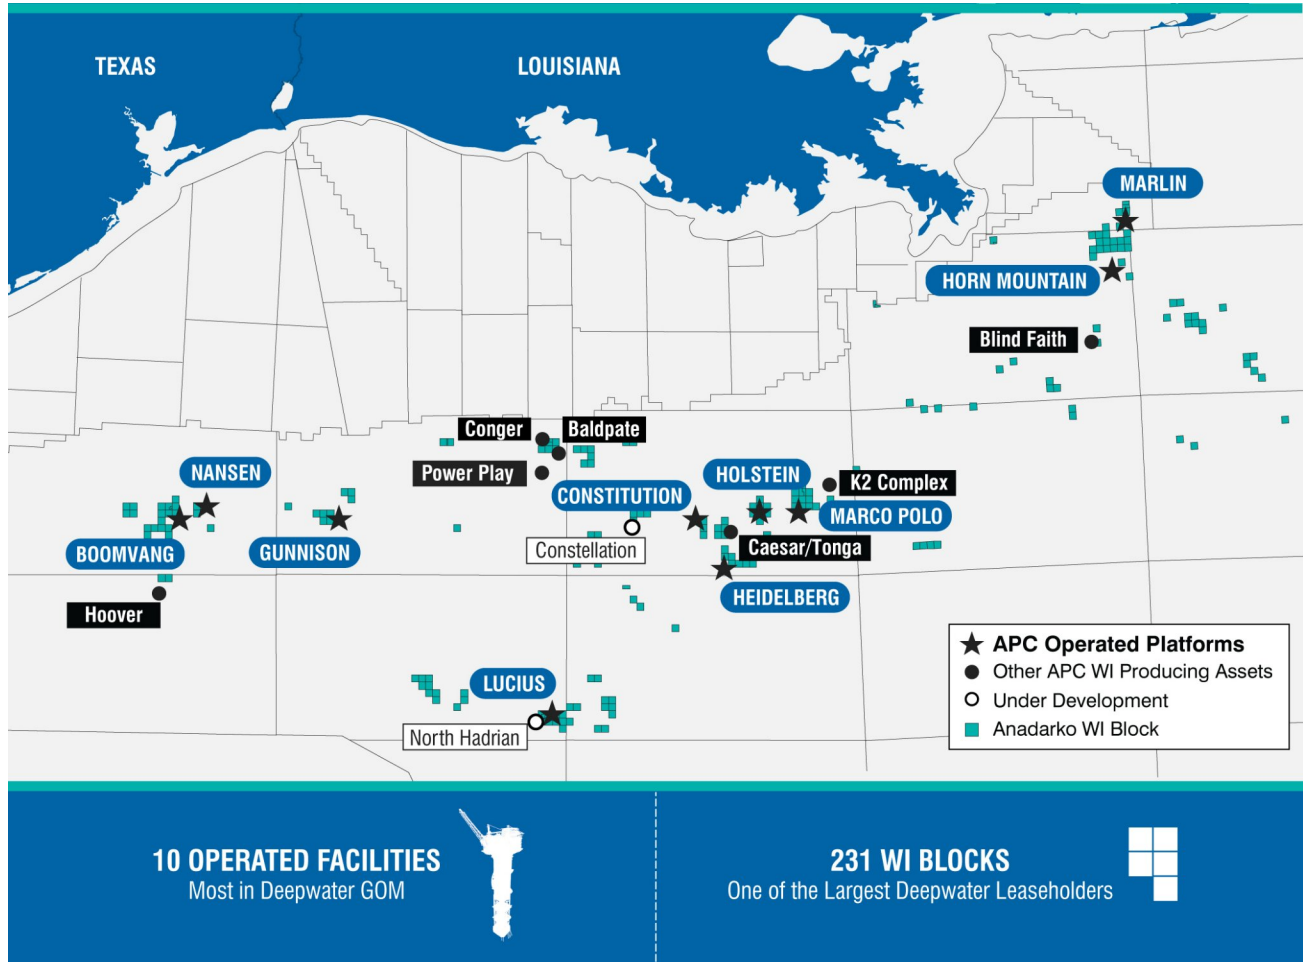 TEXAS
LOUISIANA
MARLIN
HORN MOUNTAIN
Blind Faith
Conger
Baldpate
Power Play
NANSEN
HOLSTEIN
K2 Complex
CONSTITUTION
MARCO POLO
BOOMVANG
GUNNISON
Constellation
Caesar/Tonga
HEIDELBERG
Hoover
LUCIUS
North Hadrian
APC Operated Platforms
Other APC WI Producing Assets
Under Development
Anadarko WI Block
10 OPERATED FACILITIES
Most in Deepwater GOM
231 WI BLOCKS
One of the Largest Deepwater Leaseholders